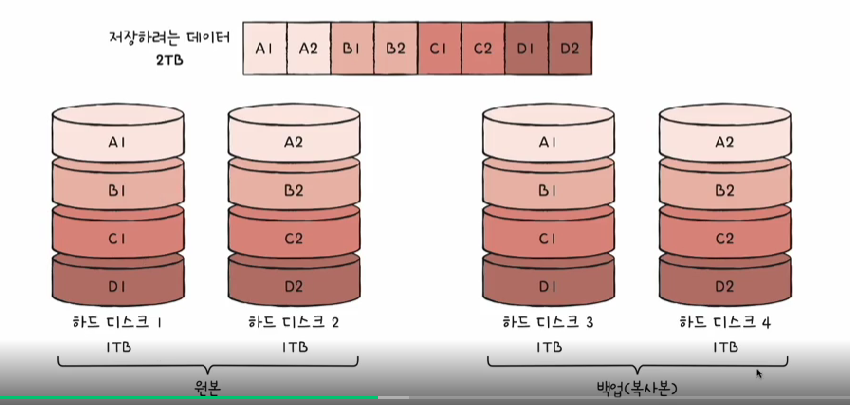 저장하려는 데이터
2TB
A1 A2 B1 B2 C1 C2 D1 D2
A1 A2 A1 A2
B1 B2 B1 B2
C1 C2 C1 C2
D1 D2 D1 D2
하드 디스크 1 하드 디스크 2 하드 디스크 3 하드 디스크 4
1TB 1TB 1TB 1TB
원본 백업(복사본)